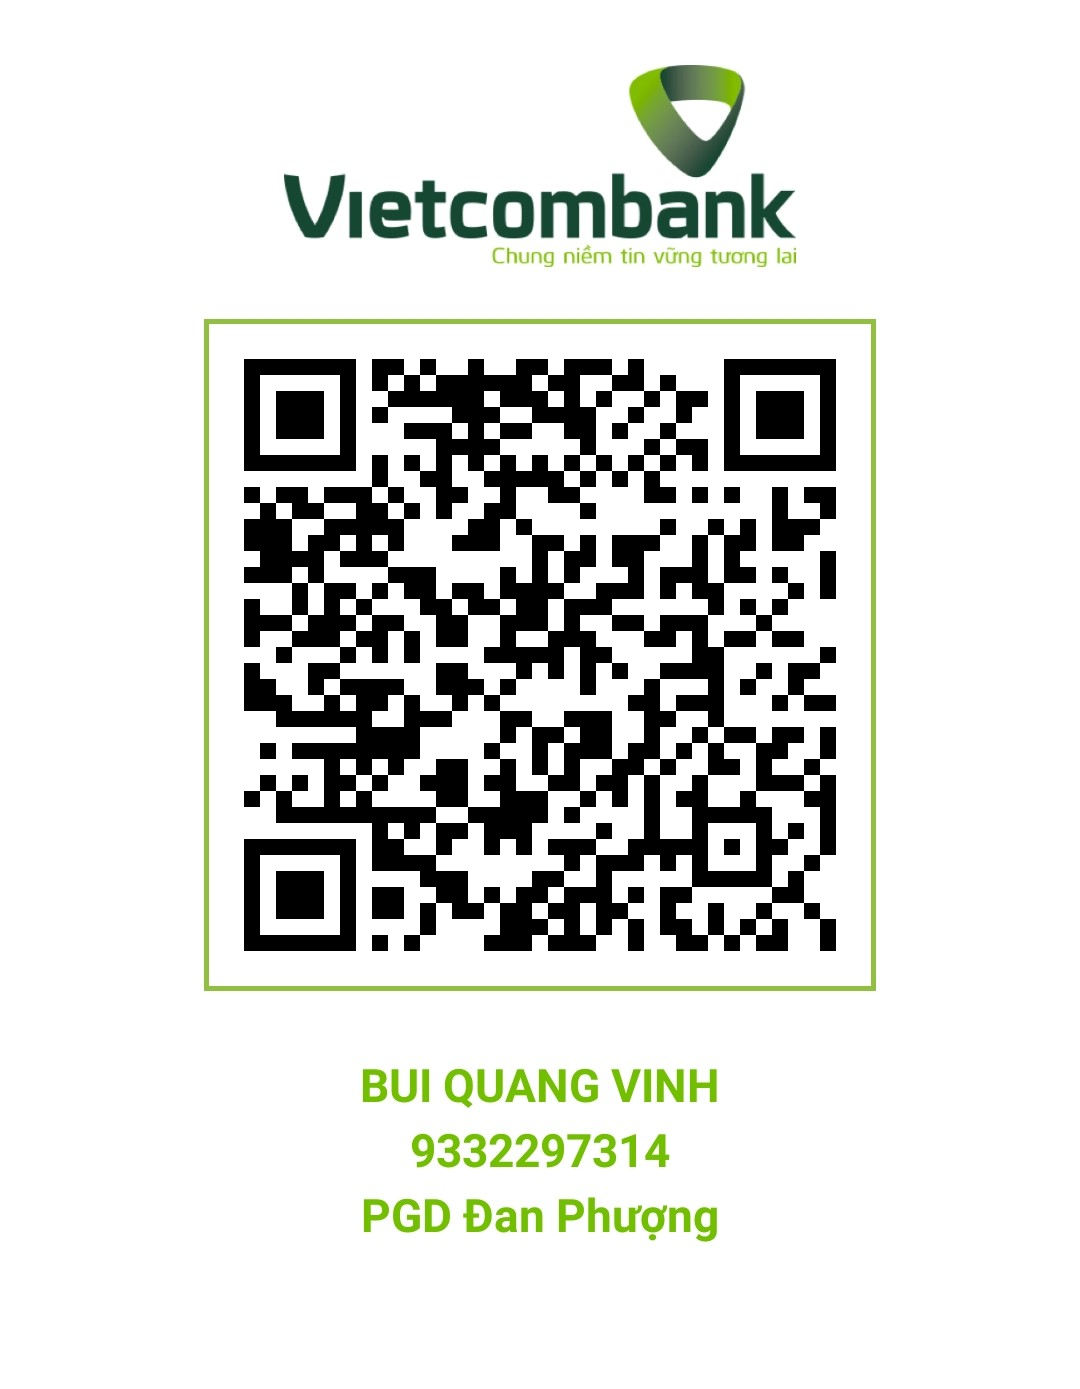 Vietcombank
Chung niềm tin vững tương lai
BUI QUANG VINH
9332297314
PGD Đan Phượng